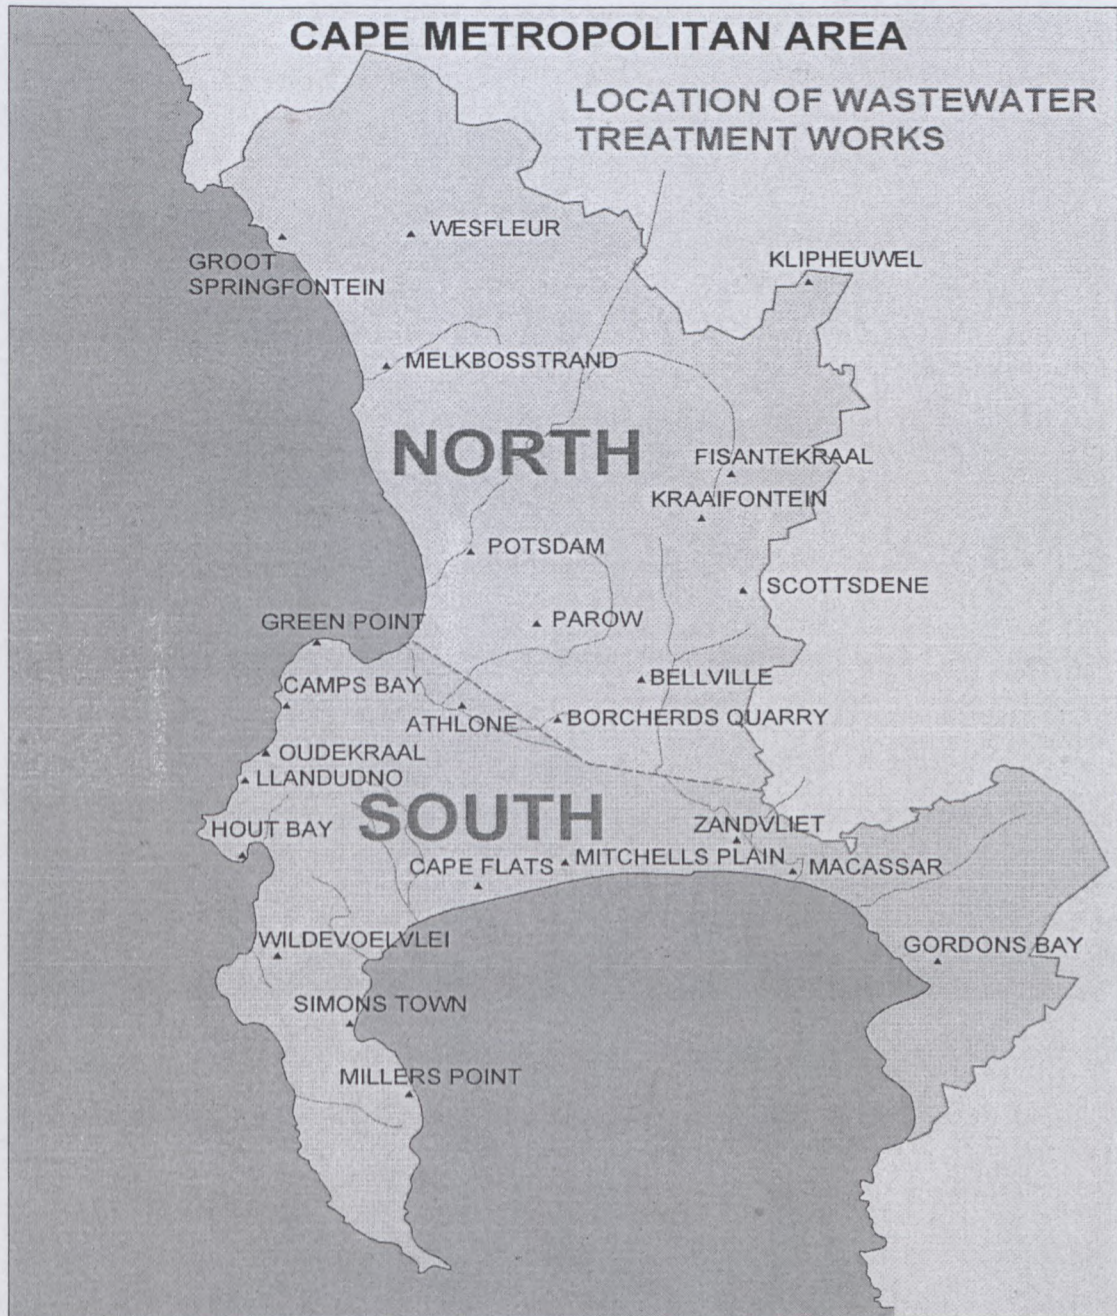 CAPE METROPOLITAN AREA
LOCATION OF WASTEWATER
TREATMENT WORKS
WESFLEUR
GROOT
SPRINGFONTEIN
KLIPHEUWEL
MELKBOSSTRAND
NORTH
FISANTEKRAAL
KRAAIFONTEIN
POTSDAM
SCOTTSDENE
GREEN POINT
PAROW
CAMPS BAY
BELLVILLE
ATHLONE
BORCHERDS QUARRY
OUDEKRAAL
LLANDUDNO
SOUTH
HOUT BAY
ZANDVLIET
CAPE FLATS
MITCHELLS PLAIN
MACASSAR
WILDEVOELVLEI
GORDONS BAY
SIMONS TOWN
MILLERS POINT